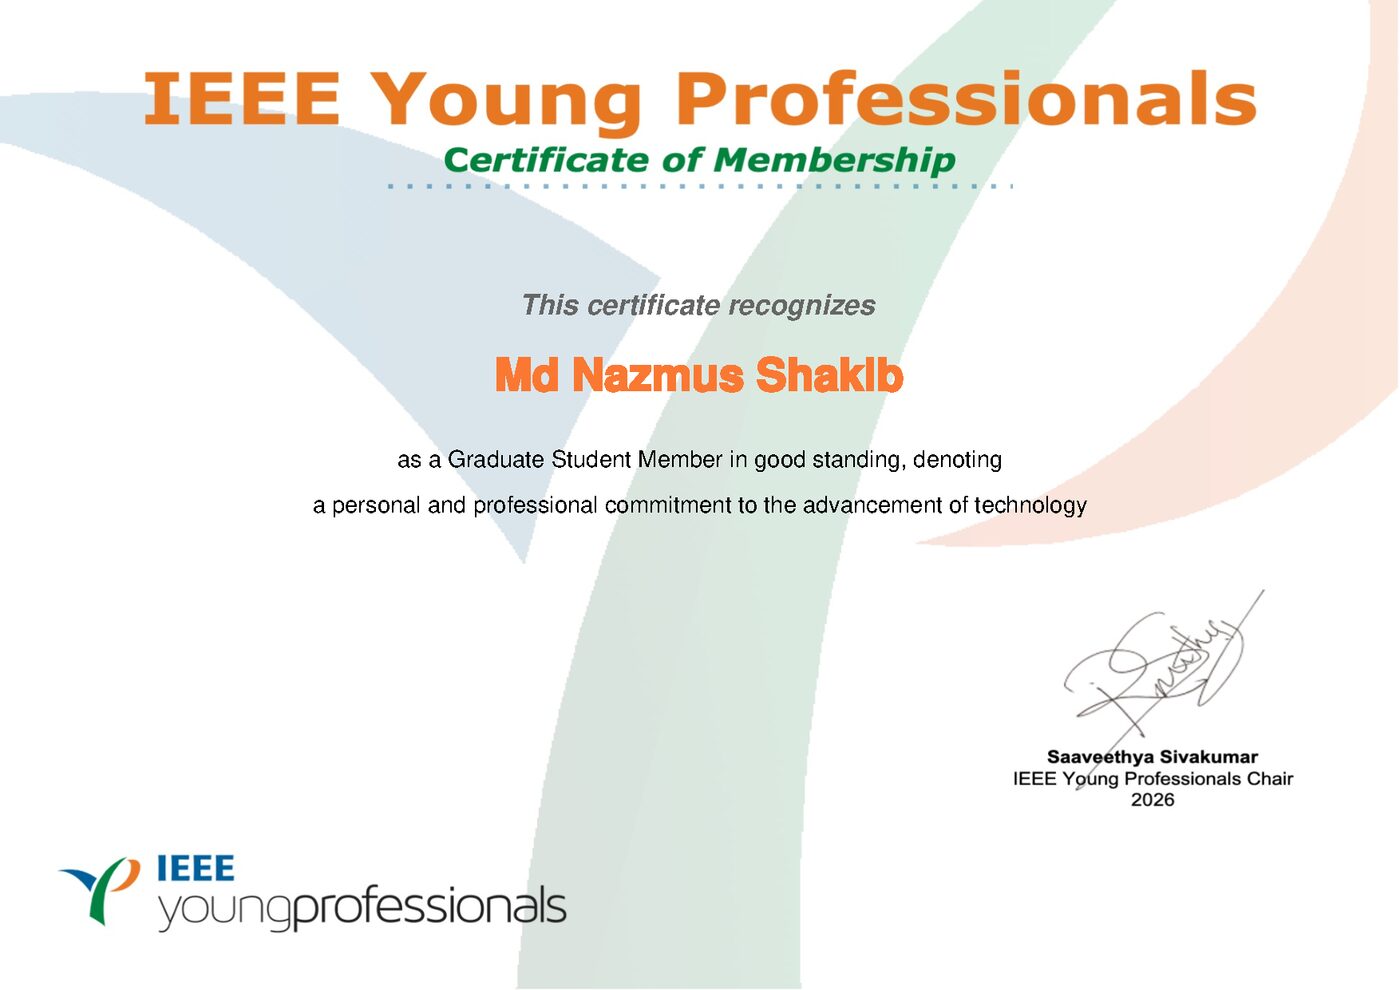 IEEE Young Professionals
Certificate of Membership
This certificate recognizes
Md Nazmus Shakib
as a Graduate Student Member in good standing, denoting
a personal and professional commitment to the advancement of technology
Saaveethya Sivakumar
IEEE Young Professionals Chair
2026
IEEE
youngprofessionals